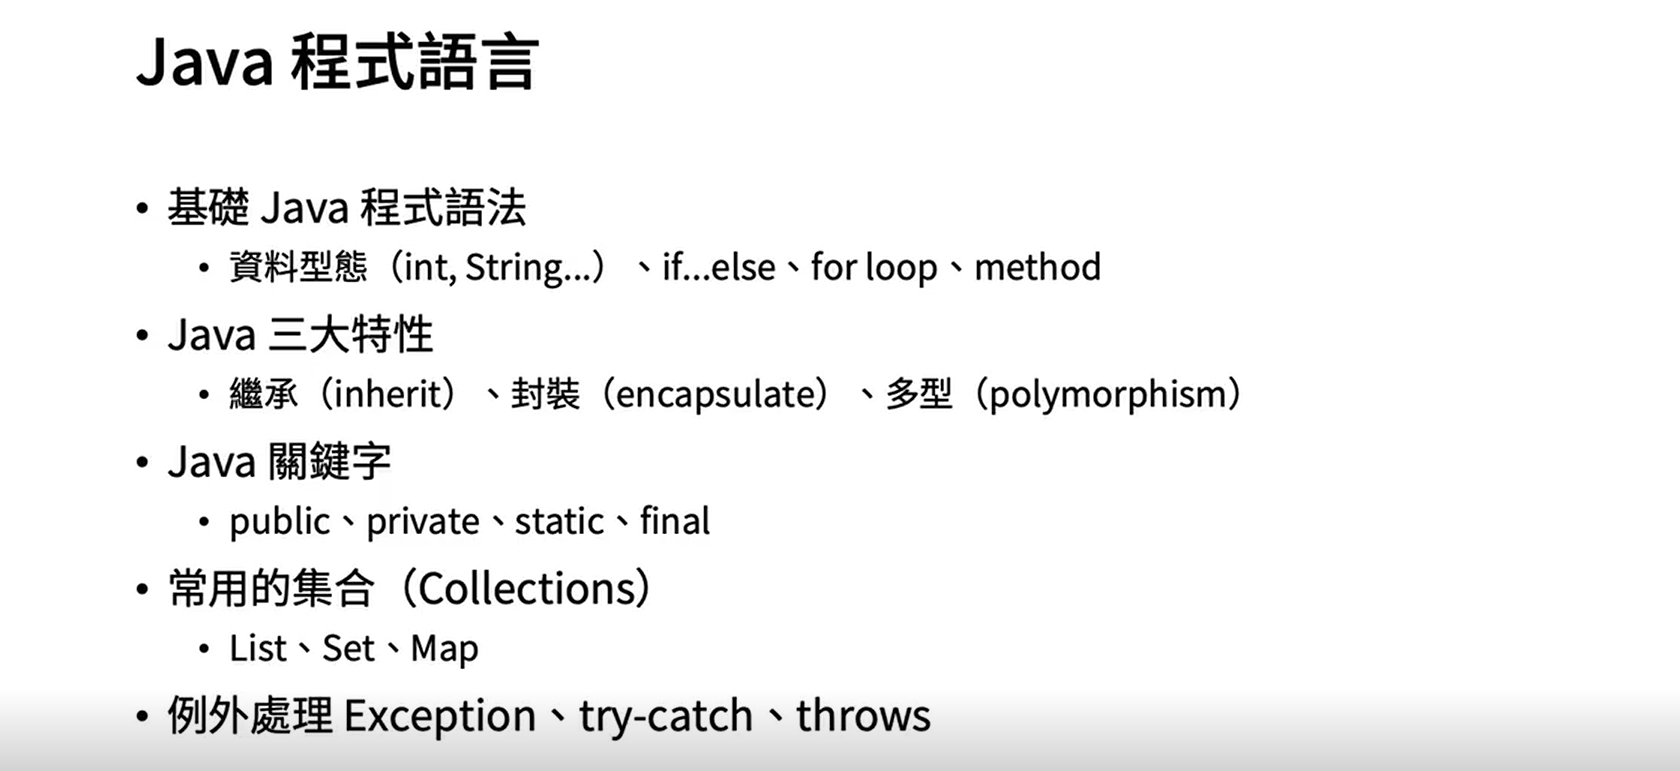 Java 程式語言
• 基礎 Java 程式語法
• 資料型態（int, String...）、if...else、for loop、method
• Java 三大特性
• 繼承（inherit）、封裝（encapsulate）、多型（polymorphism）
• Java 關鍵字
• public、private、static、final
• 常用的集合（Collections）
• List、Set、Map
• 例外處理 Exception、try-catch、throws